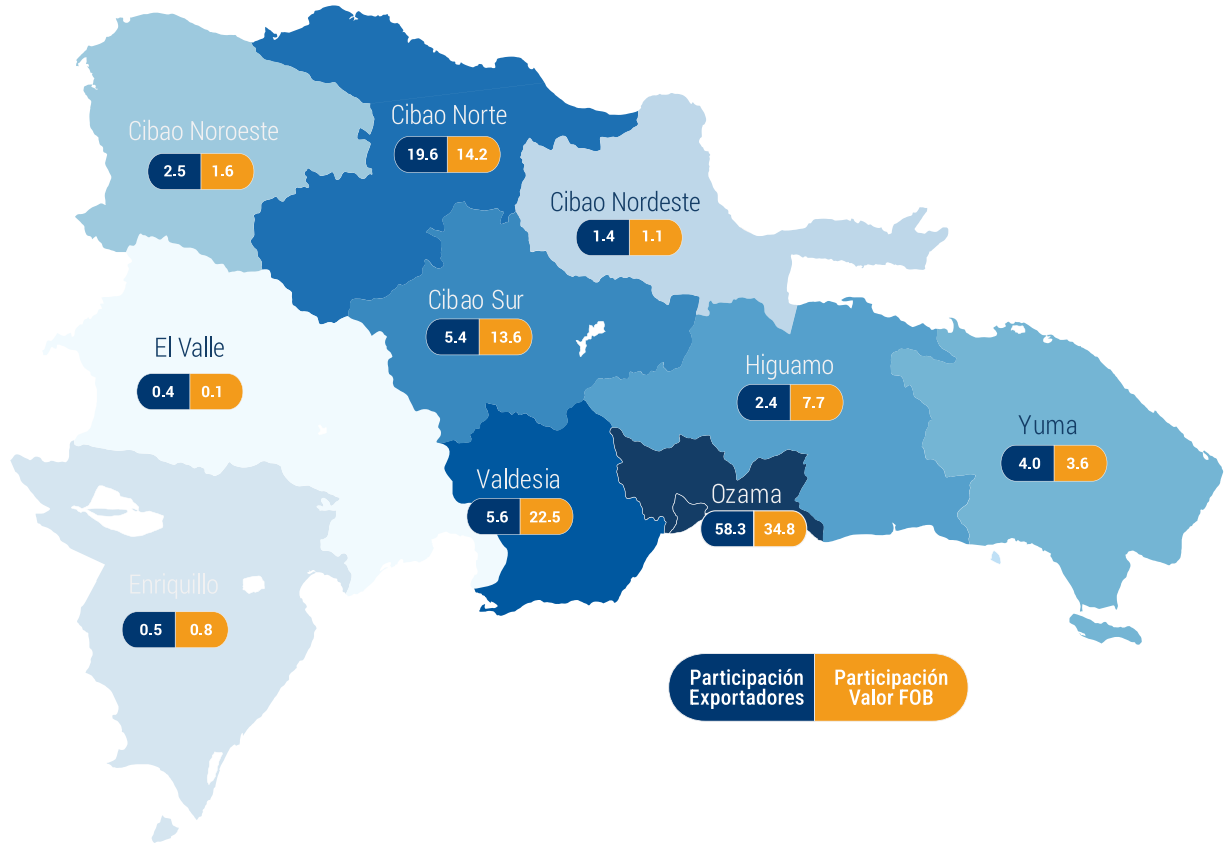 Cibao Norte
19.6 14.2
Cibao Noroeste
2.5 1.6
Cibao Nordeste
1.4 1.1
Cibao Sur
5.4 13.6
El Valle
0.4 0.1
Higuamo
2.4 7.7
Yuma
4.0 3.6
Valdesia
5.6 22.5
Ozama
58.3 34.8
Enriquillo
0.5 0.8
Participación
Exportadores
Participación
Valor FOB